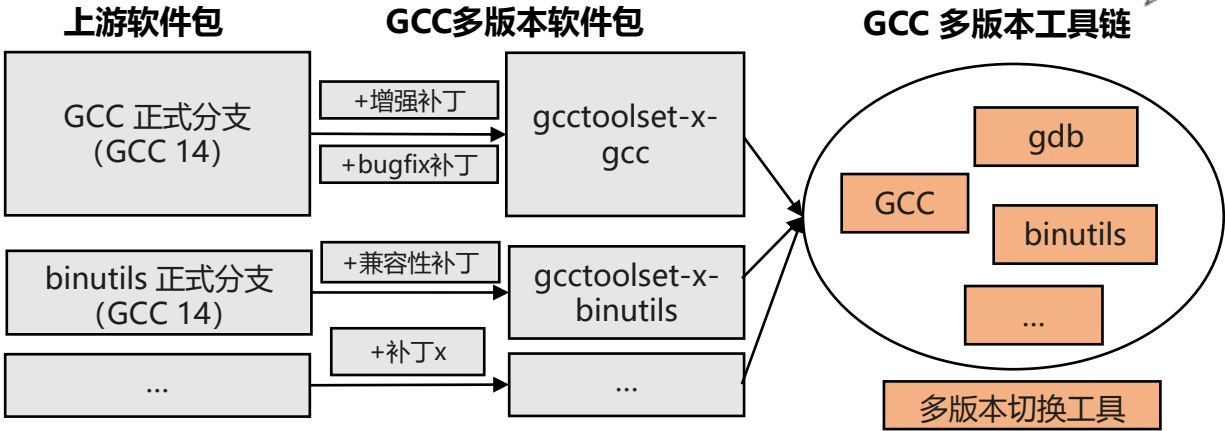 上游软件包
GCC多版本软件包
GCC 多版本工具链
GCC 正式分支
(GCC 14)
+增强补丁
+bugfix补丁
gcctoolset-x-
gcc
binutils 正式分支
(GCC 14)
+兼容性补丁
gcctoolset-x-
binutils
...
+补丁x
...
gdb
GCC
binutils
...
多版本切换工具